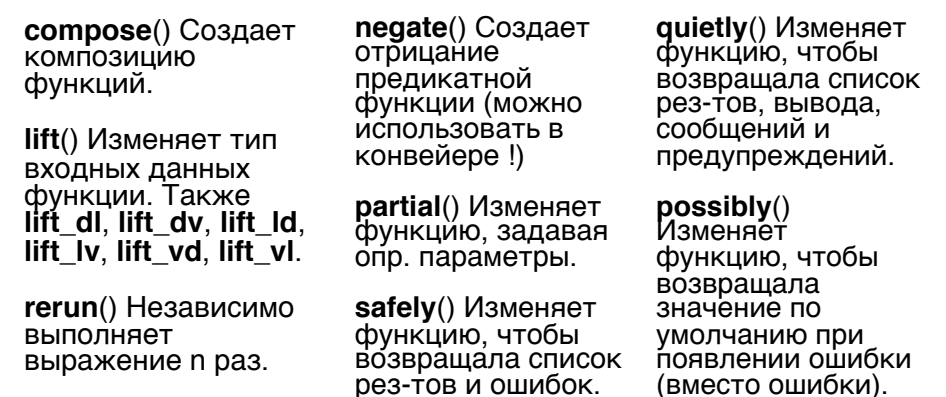 compose() Создает
композицию
функций.
lift() Изменяет тип
входных данных
функции. Также
lift_dl, lift_dv, lift_ld,
lift_lv, lift_vd, lift_vl.
rerun() Независимо
выполняет
выражение n раз.
negate() Создает
отрицание
предикатной
функции (можно
использовать в
конвейере !)
partial() Изменяет
функцию, задавая
опр. параметры.
safely() Изменяет
функцию, чтобы
возвращала список
рез-тов и ошибок.
quietly() Изменяет
функцию, чтобы
возвращала список
рез-тов, вывода,
сообщений и
предупреждений.
possibly()
Изменяет
функцию, чтобы
возвращала
значение по
умолчанию при
появлении ошибки
(вместо ошибки).